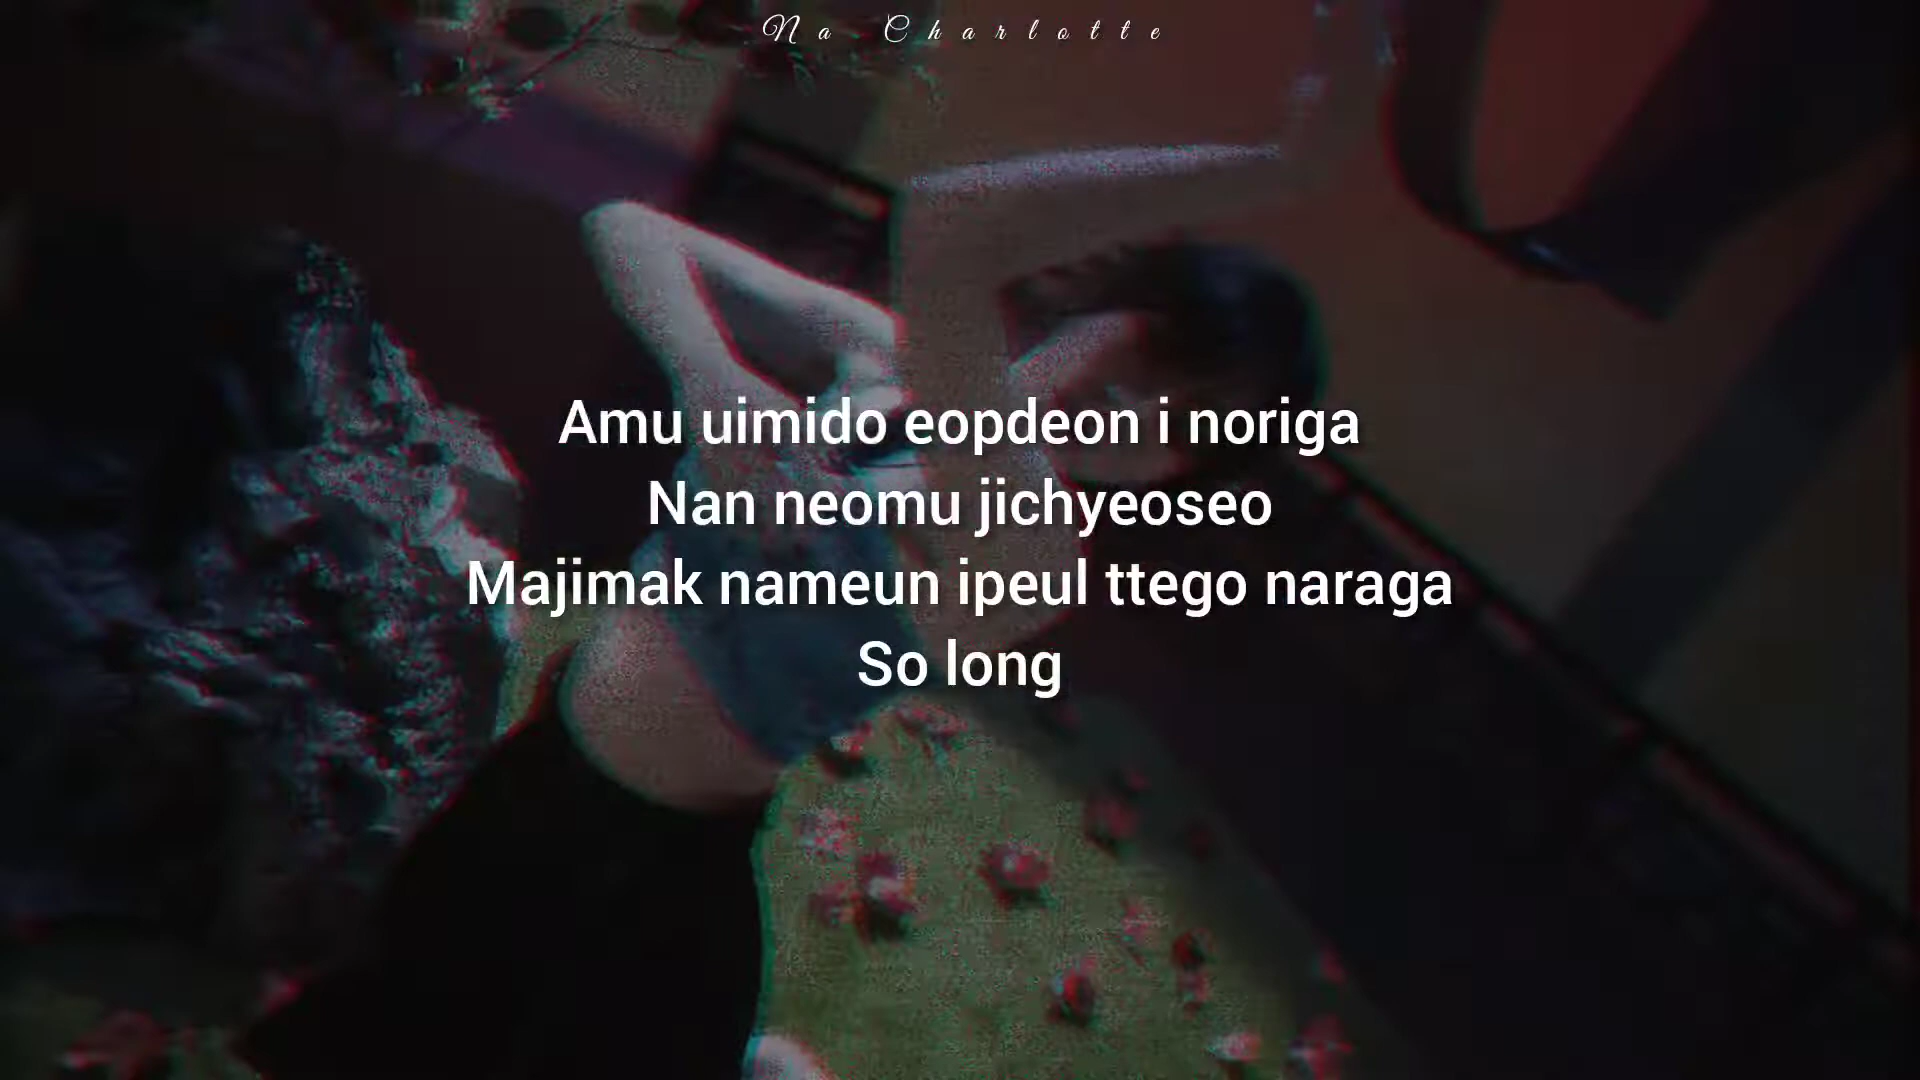 Na Charlotte
Amu uimido eopdeon i noriga
Nan neomu jichyeoseo
Majimak nameun ipeul ttego naraga
So long